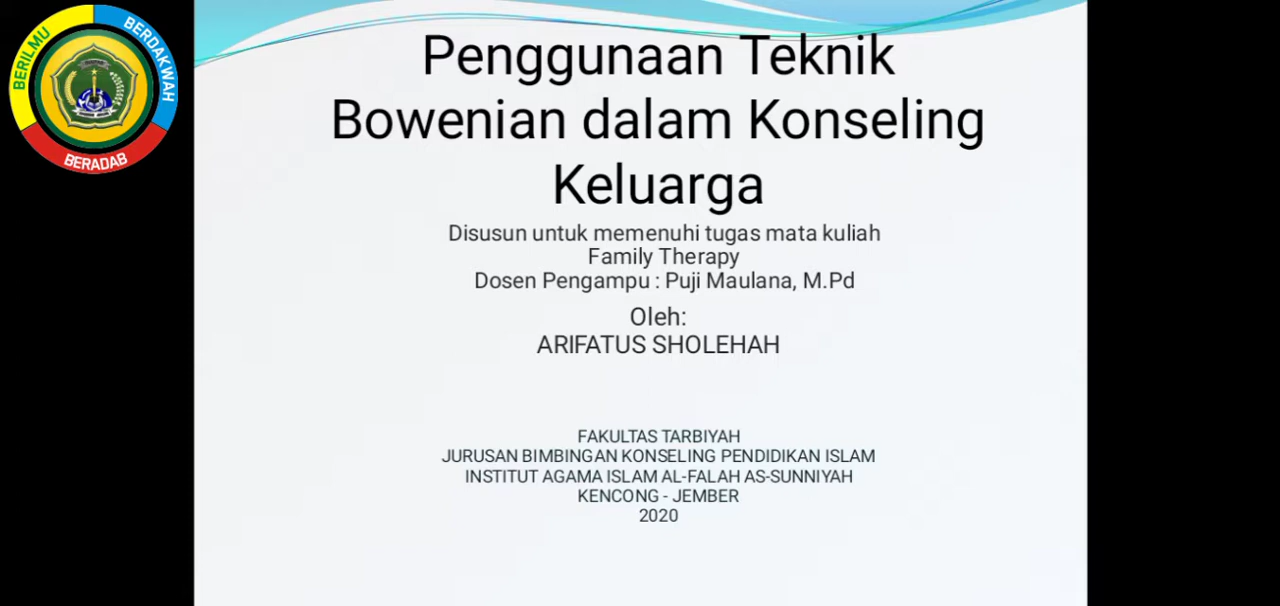 BERILMU
BERDAKWAH
BERADAB
Penggunaan Teknik
Bowenian dalam Konseling
Keluarga
Disusun untuk memenuhi tugas mata kuliah
Family Therapy
Dosen Pengampu : Puji Maulana, M.Pd
Oleh:
ARIFATUS SHOLEHAH
FAKULTAS TARBIYAH
JURUSAN BIMBINGAN KONSELING PENDIDIKAN ISLAM
INSTITUT AGAMA ISLAM AL-FALAH AS-SUNNIYAH
KENCONG - JEMBER
2020